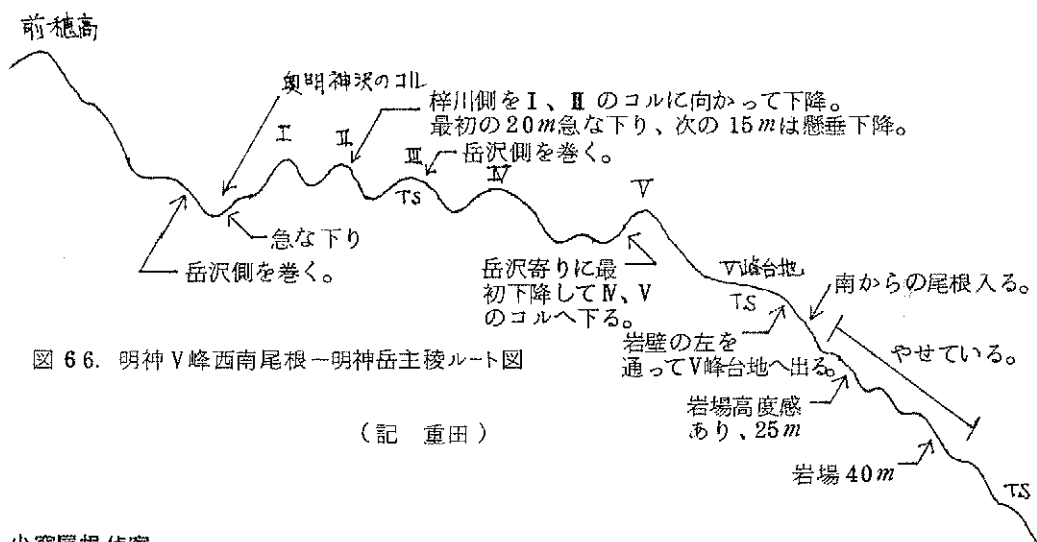 前穂高
奥明神沢のコル
I
II
III
IV
V
梓川側をI、IIのコルに向かって下降。
最初の20m急な下り、次の15mは懸垂下降。
岳沢側を巻く。
TS
急な下り
岳沢側を巻く。
岳沢寄りに最
初下降してIV、V
のコルへ下る。
V峰台地
TS
南からの尾根入る。
岩壁の左を
通ってV峰台地へ出る。
やせている。
岩場高度感
あり、25m
岩場40m
TS
図66. 明神V峰西南尾根－明神岳主稜ルート図
(記 重田)